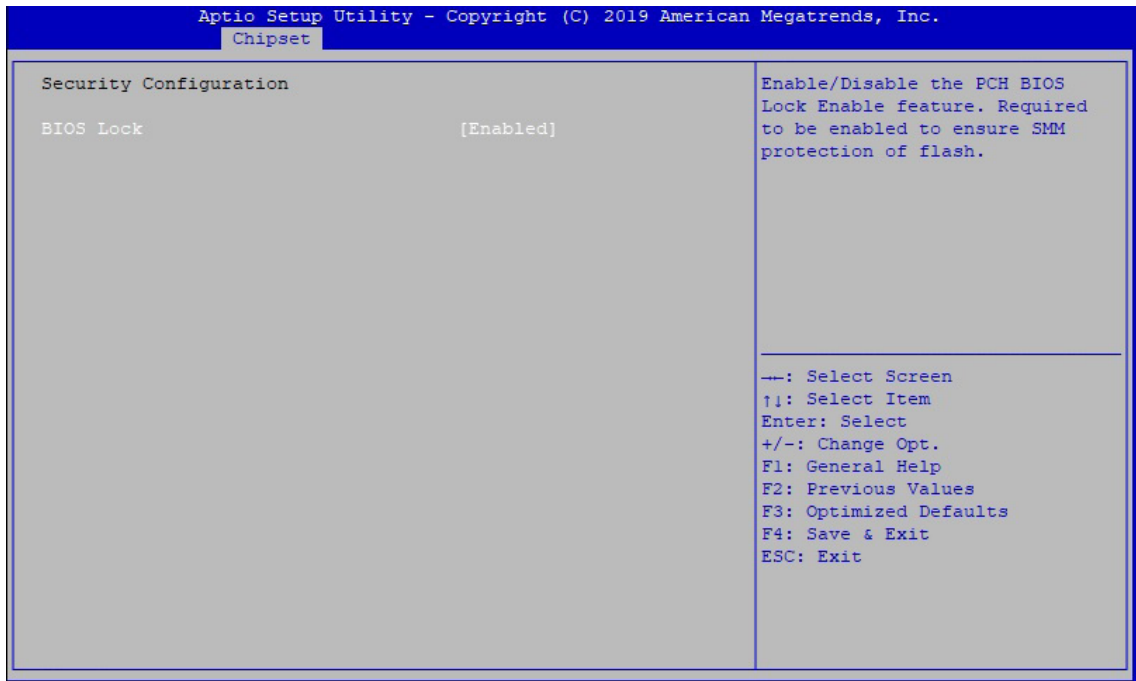 Aptio Setup Utility - Copyright (C) 2019 American Megatrends, Inc.
Chipset
Security Configuration
BIOS Lock [Enabled]
Enable/Disable the PCH BIOS
Lock Enable feature. Required
to be enabled to ensure SMM
protection of flash.
→←: Select Screen
↑↓: Select Item
Enter: Select
+/-: Change Opt.
F1: General Help
F2: Previous Values
F3: Optimized Defaults
F4: Save & Exit
ESC: Exit